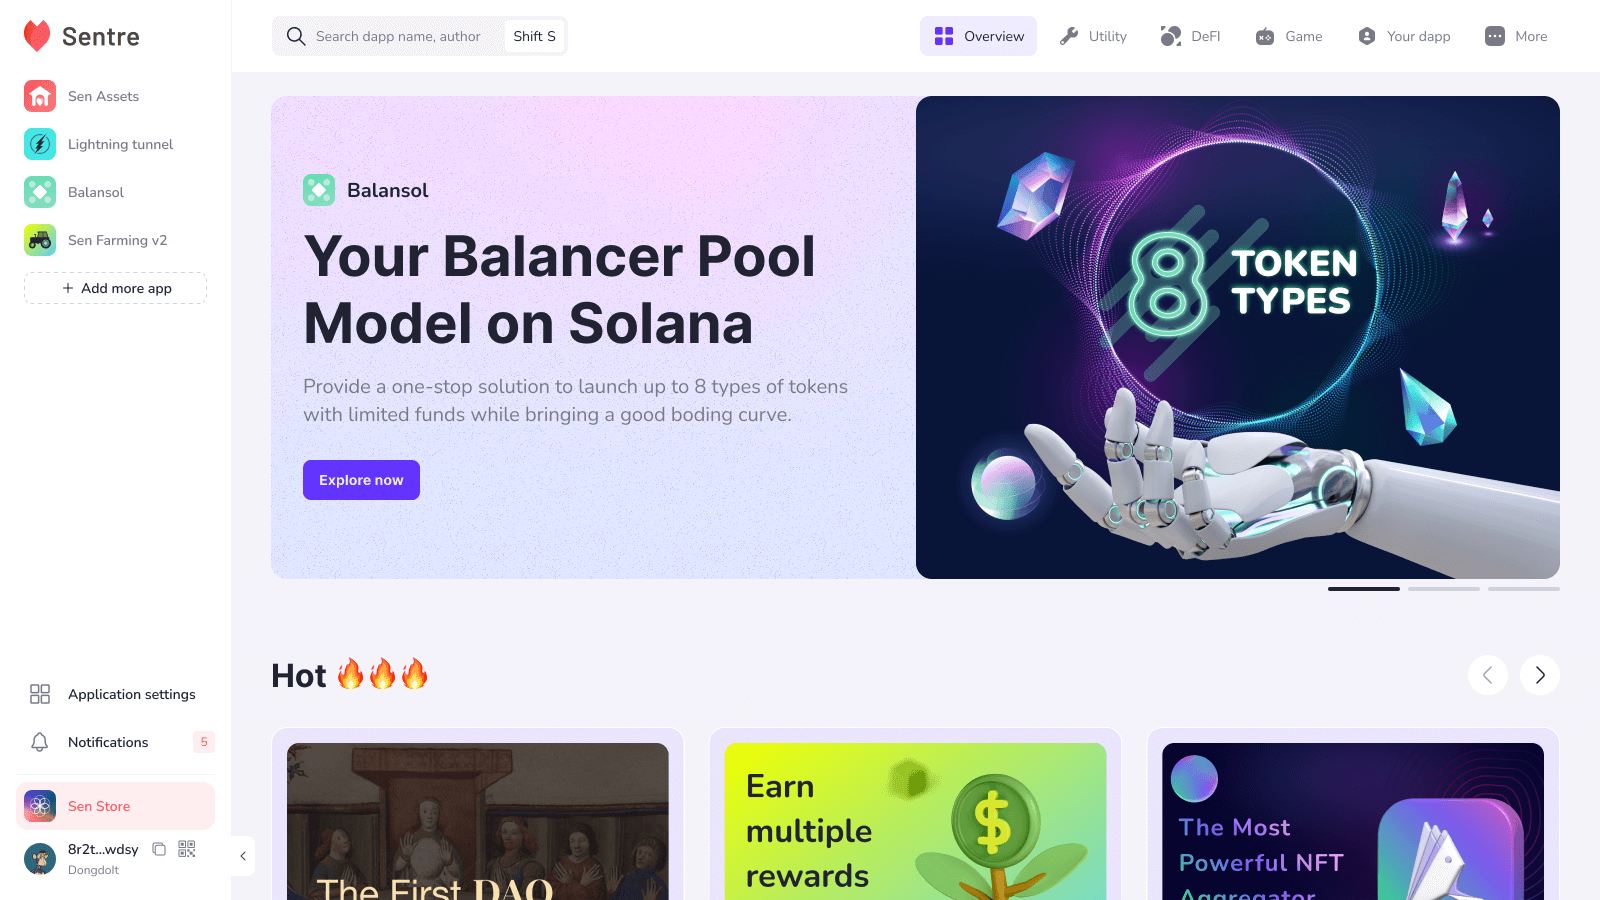 Sentre
Search dapp name, author
Shift S
Overview
Utility
DeFI
Game
Your dapp
More
Sen Assets
Lightning tunnel
Balansol
Sen Farming v2
Add more app
Balansol
Your Balancer Pool
Model on Solana
Provide a one-stop solution to launch up to 8 types of tokens
with limited funds while bringing a good boding curve.
Explore now
8 TOKEN
TYPES
Hot 🔥🔥🔥
The First DAO
Earn
multiple
rewards
$
The Most
Powerful NFT
Aggregator
Application settings
Notifications
5
Sen Store
8r2t...wdsy
Dongdolt